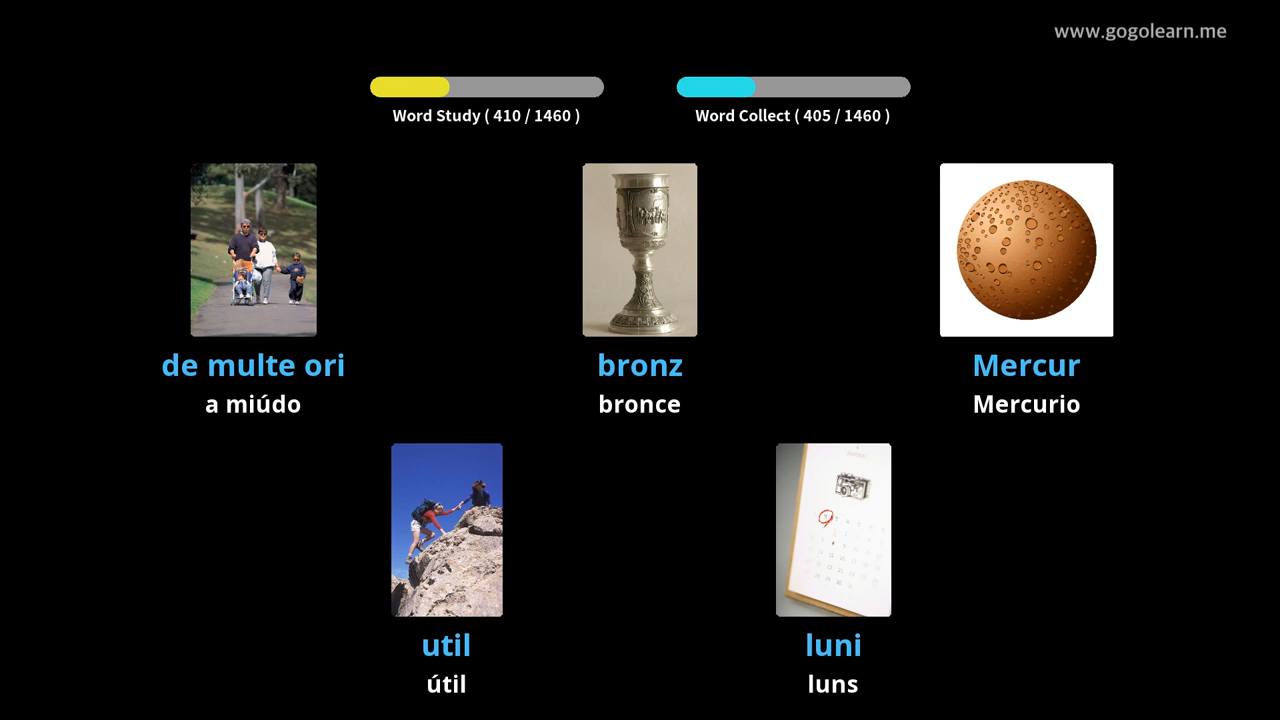 www.gogolearn.me
Word Study ( 410 / 1460 )
Word Collect ( 405 / 1460 )
de multe ori
a miúdo
bronz
bronce
Mercur
Mercurio
util
útil
luni
luns